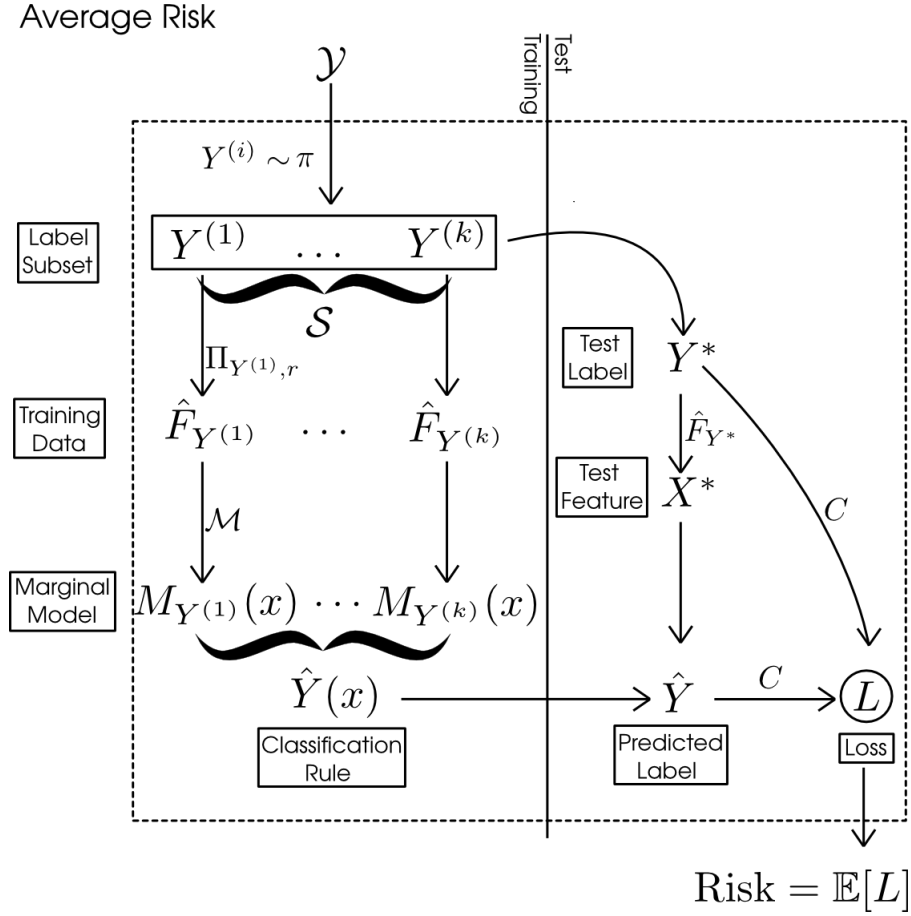 Average Risk
𝒴
Training
Test
Y^{(i)} ∼ π
Label
Subset
Y^{(1)} … Y^{(k)}
𝒮
Π_{Y^{(1)},r}
Test
Label
Y^*
Training
Data
F̂_{Y^{(1)}} … F̂_{Y^{(k)}}
F̂_{Y^*}
Test
Feature
X^*
C
ℳ
Marginal
Model
M_{Y^{(1)}}(x) … M_{Y^{(k)}}(x)
Ŷ(x)
Ŷ
C
L
Classification
Rule
Predicted
Label
Loss
Risk = 𝔼[L]